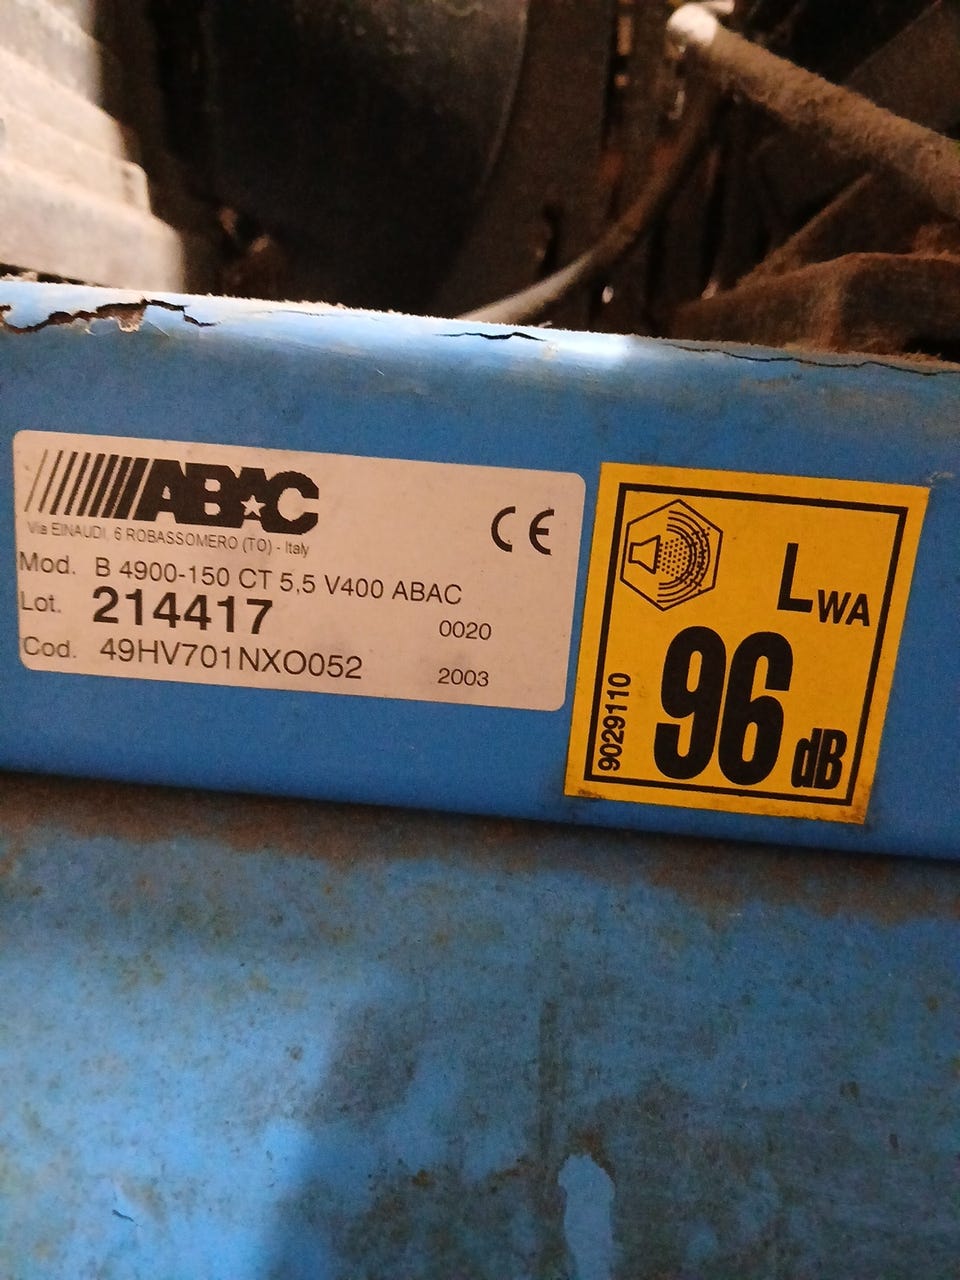 ABAC
Via EINAUDI, 6 ROBASSOMERO (TO) - Italy
CE
Mod. B 4900-150 CT 5,5 V400 ABAC
Lot. 214417 0020
Cod. 49HV701NXO052 2003
LWA
96 dB
9029110